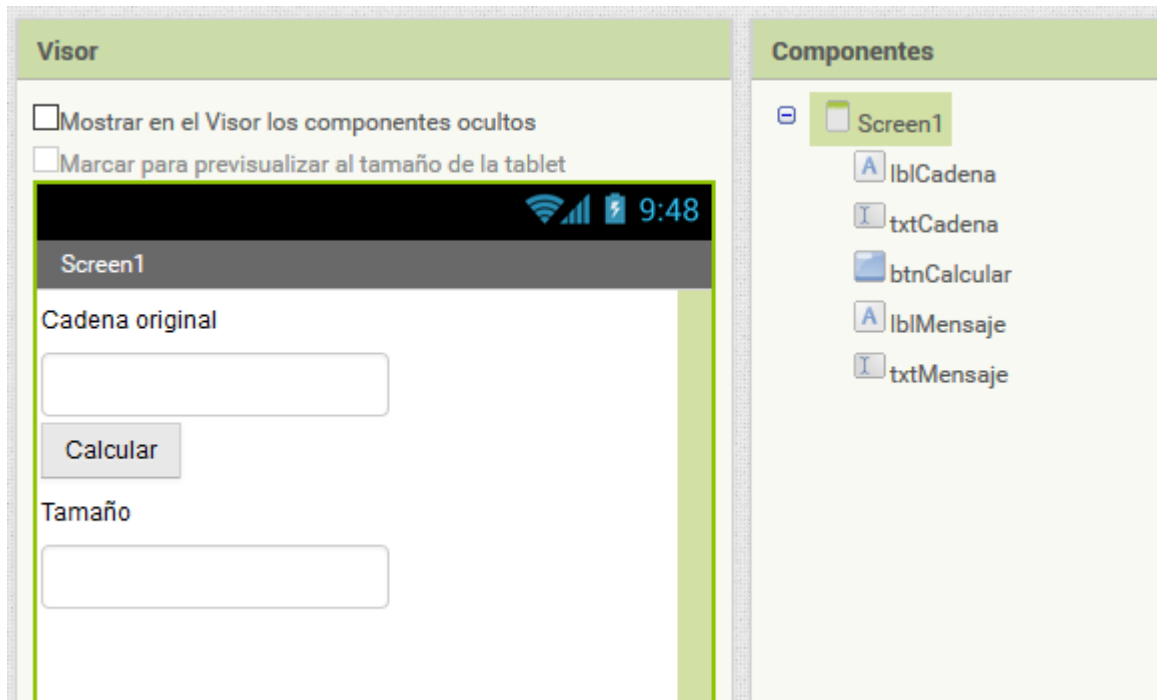 Visor
Mostrar en el Visor los componentes ocultos
Marcar para previsualizar al tamaño de la tablet
9:48
Screen1
Cadena original
Calcular
Tamaño
Componentes
Screen1
lblCadena
txtCadena
btnCalcular
lblMensaje
txtMensaje